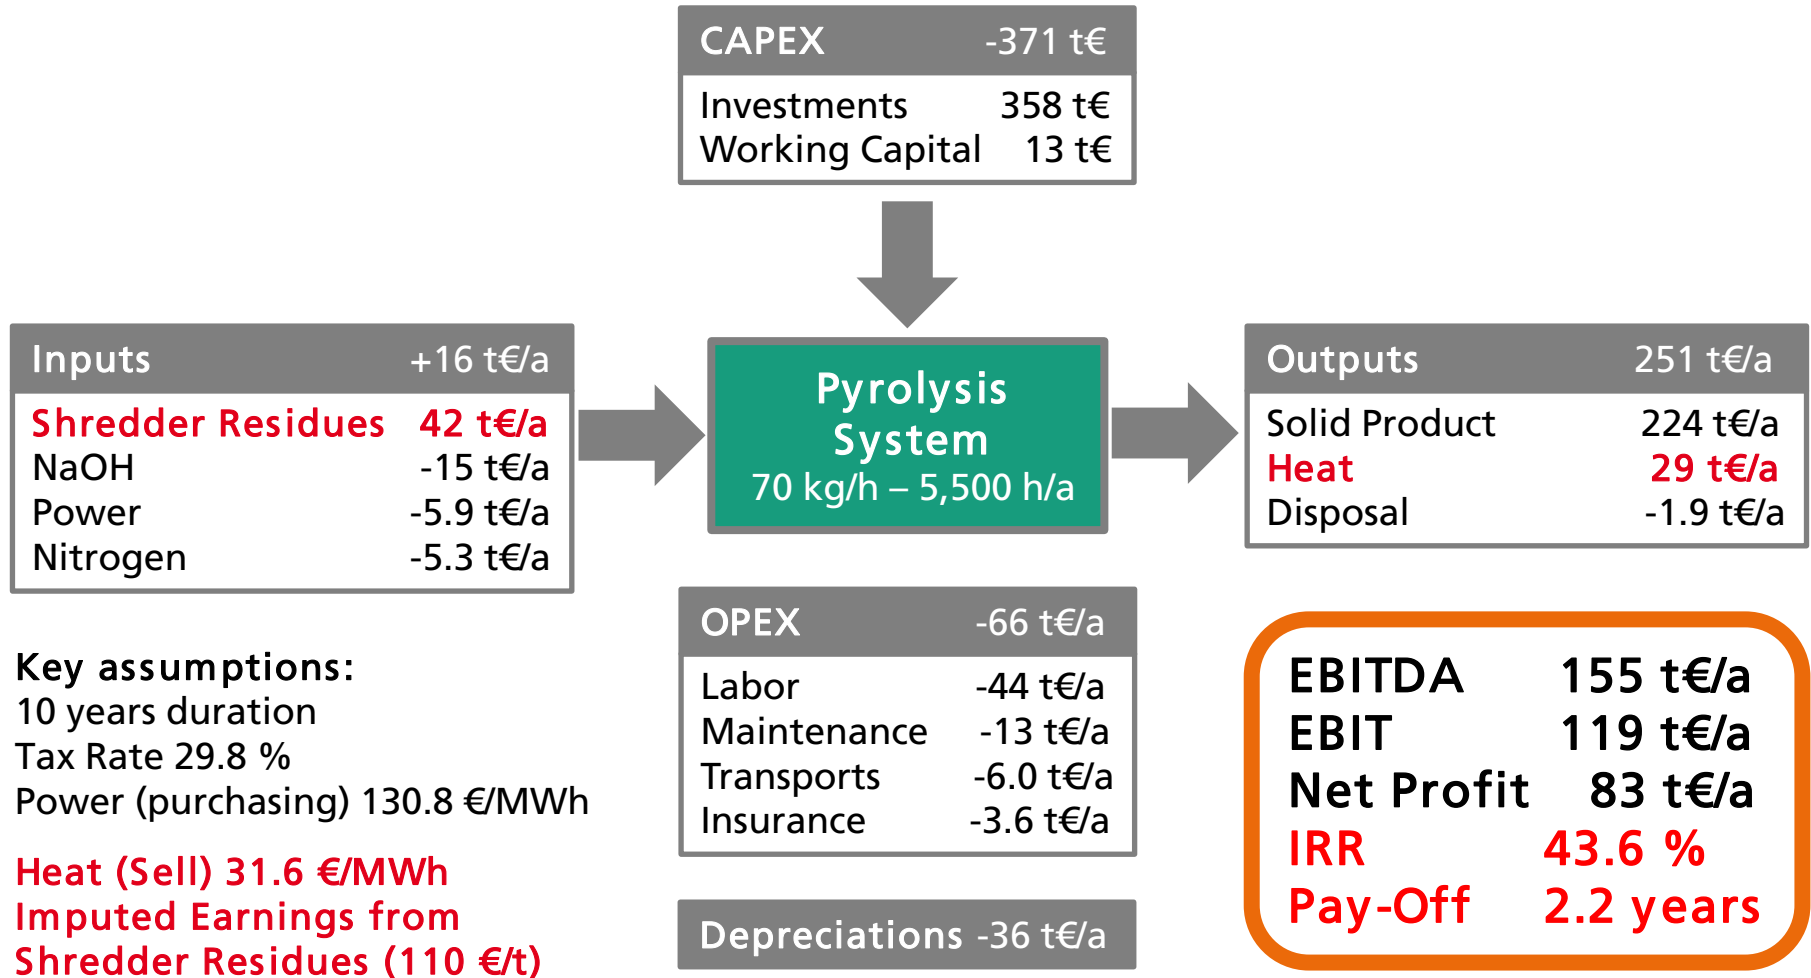 CAPEX -371 t€
Investments 358 t€
Working Capital 13 t€
Inputs +16 t€/a
Shredder Residues 42 t€/a
NaOH -15 t€/a
Power -5.9 t€/a
Nitrogen -5.3 t€/a
Pyrolysis
System
70 kg/h – 5,500 h/a
Outputs 251 t€/a
Solid Product 224 t€/a
Heat 29 t€/a
Disposal -1.9 t€/a
Key assumptions:
10 years duration
Tax Rate 29.8 %
Power (purchasing) 130.8 €/MWh
Heat (Sell) 31.6 €/MWh
Imputed Earnings from
Shredder Residues (110 €/t)
OPEX -66 t€/a
Labor -44 t€/a
Maintenance -13 t€/a
Transports -6.0 t€/a
Insurance -3.6 t€/a
Depreciations -36 t€/a
EBITDA 155 t€/a
EBIT 119 t€/a
Net Profit 83 t€/a
IRR 43.6 %
Pay-Off 2.2 years